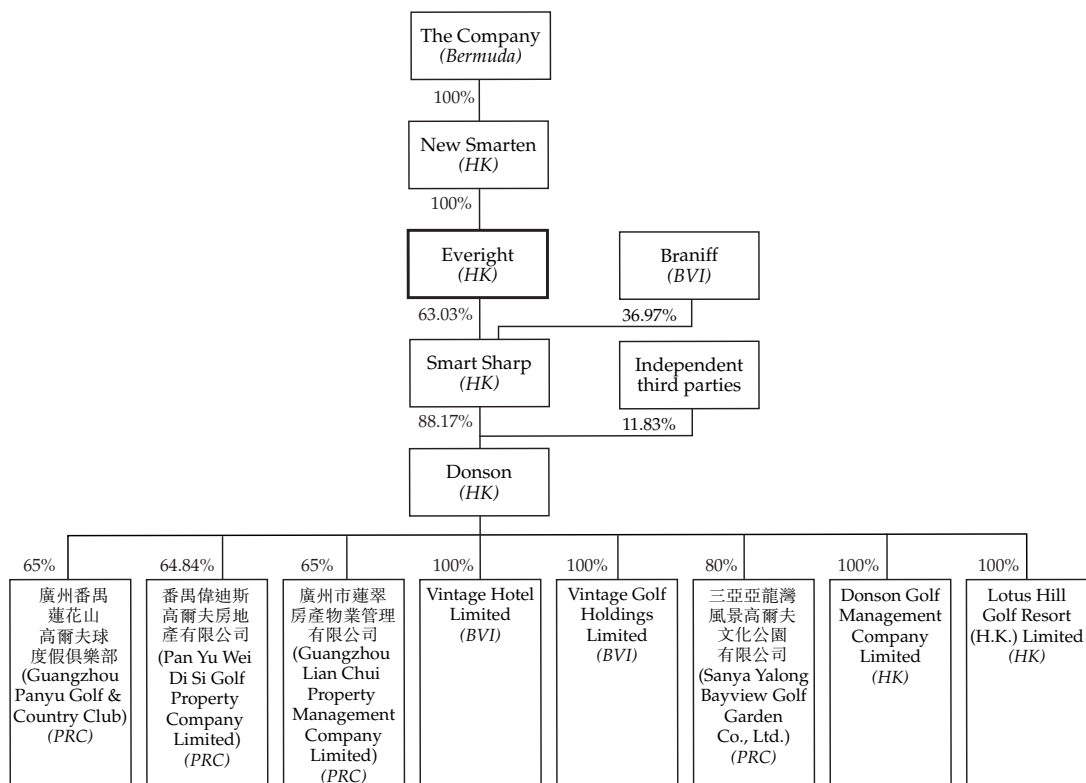 The Company
(Bermuda)
100%
New Smarten
(HK)
100%
Everight
(HK)
Braniff
(BVI)
63.03%
36.97%
Smart Sharp
(HK)
Independent
third parties
88.17%
11.83%
Donson
(HK)
65%
廣州番禺
蓮花山
高爾夫球
度假俱樂部
(Guangzhou
Panyu Golf &
Country Club)
(PRC)
64.84%
番禺偉迪斯
高爾夫房地
產有限公司
(Pan Yu Wei
Di Si Golf
Property
Company
Limited)
(PRC)
65%
廣州市蓮翠
房產物業管理
有限公司
(Guangzhou
Lian Chui
Property
Management
Company
Limited)
(PRC)
100%
Vintage Hotel
Limited
(BVI)
100%
Vintage Golf
Holdings
Limited
(BVI)
80%
三亞亞龍灣
風景高爾夫
文化公園
有限公司
(Sanya Yalong
Bayview Golf
Garden
Co., Ltd.)
(PRC)
100%
Donson Golf
Management
Company
Limited
(HK)
100%
Lotus Hill
Golf Resort
(H.K.) Limited
(HK)